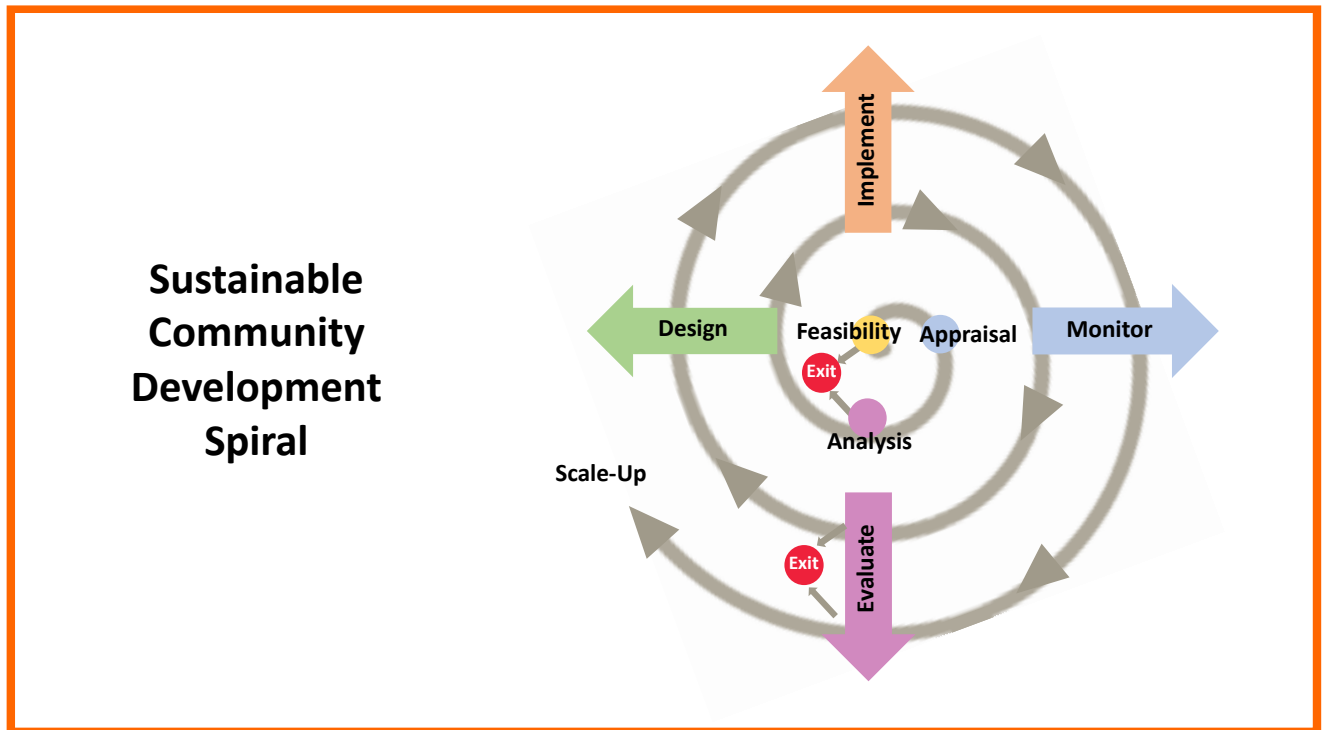 Sustainable
Community
Development
Spiral
Implement
Design
Feasibility
Appraisal
Monitor
Exit
Analysis
Scale-Up
Evaluate
Exit